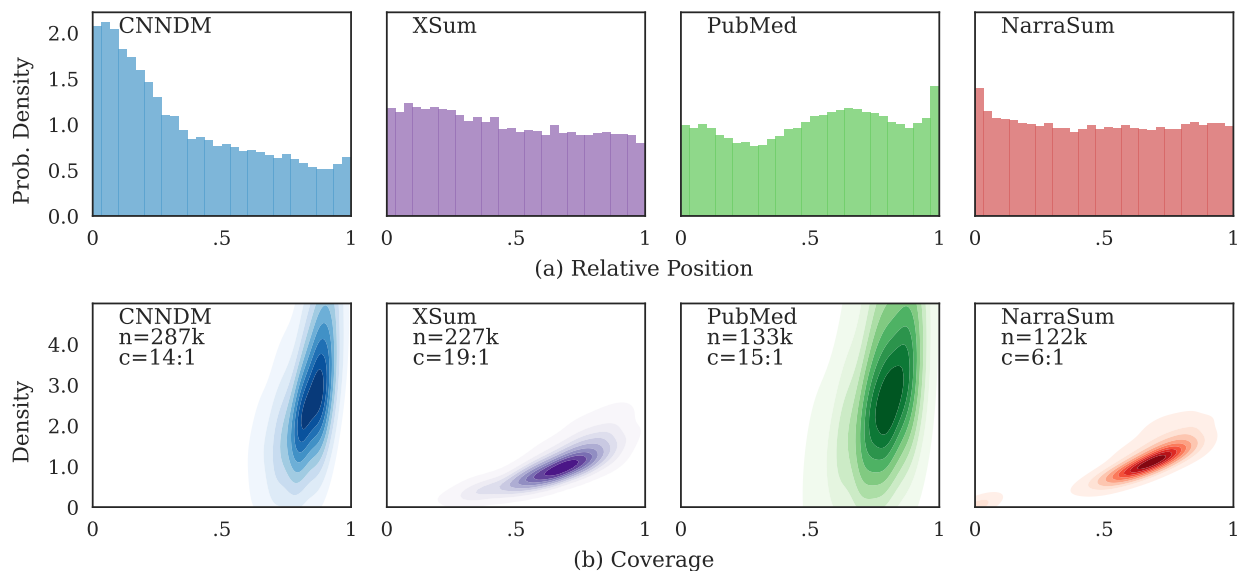 CNNDM
XSum
PubMed
NarraSum
Prob. Density
2.0
1.5
1.0
0.5
0.0
0 .5 1
0 .5 1
0 .5 1
0 .5 1
(a) Relative Position
CNNDM
n=287k
c=14:1
XSum
n=227k
c=19:1
PubMed
n=133k
c=15:1
NarraSum
n=122k
c=6:1
Density
4.0
3.0
2.0
1.0
0
0 .5 1
0 .5 1
0 .5 1
0 .5 1
(b) Coverage